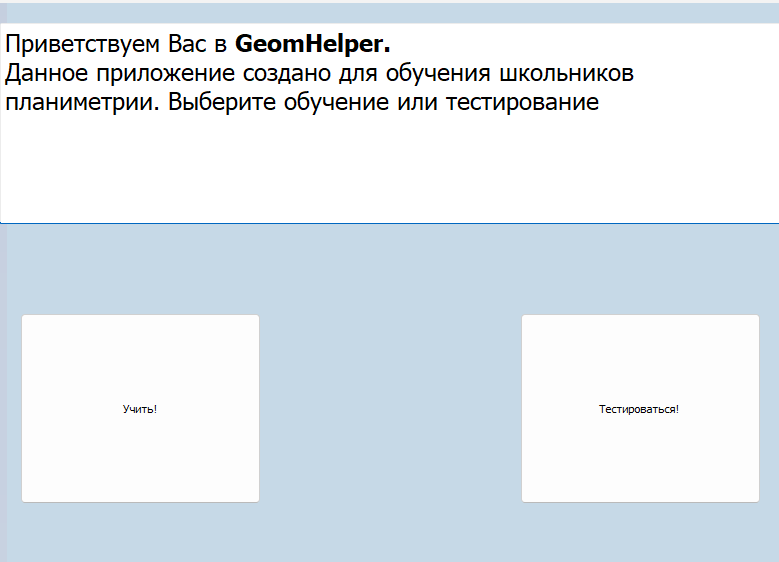 Приветствуем Вас в GeomHelper.
Данное приложение создано для обучения школьников
планиметрии. Выберите обучение или тестирование
Учить!
Тестироваться!